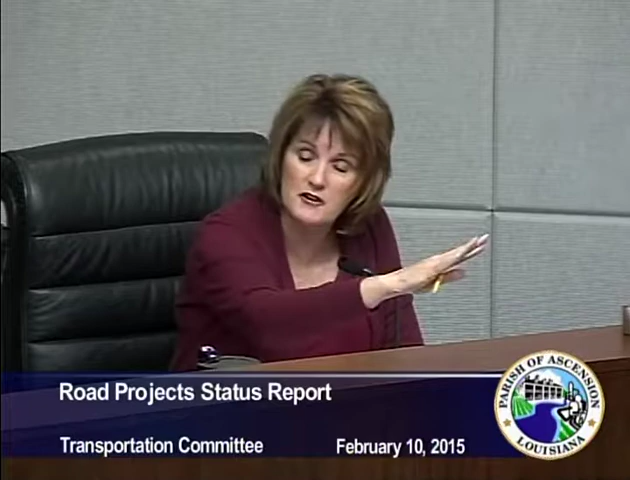 Road Projects Status Report
PARISH OF ASCENSION
LOUISIANA
Transportation Committee
February 10, 2015